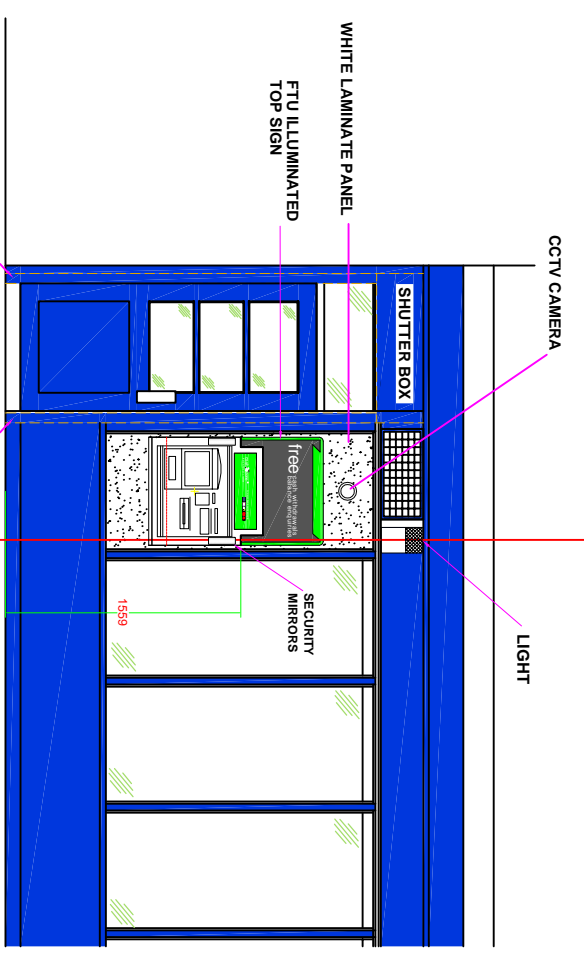 CCTV CAMERA
WHITE LAMINATE PANEL
FTU ILLUMINATED
TOP SIGN
SHUTTER BOX
LIGHT
free cash withdrawals
balance enquiries
SECURITY
MIRRORS
1559